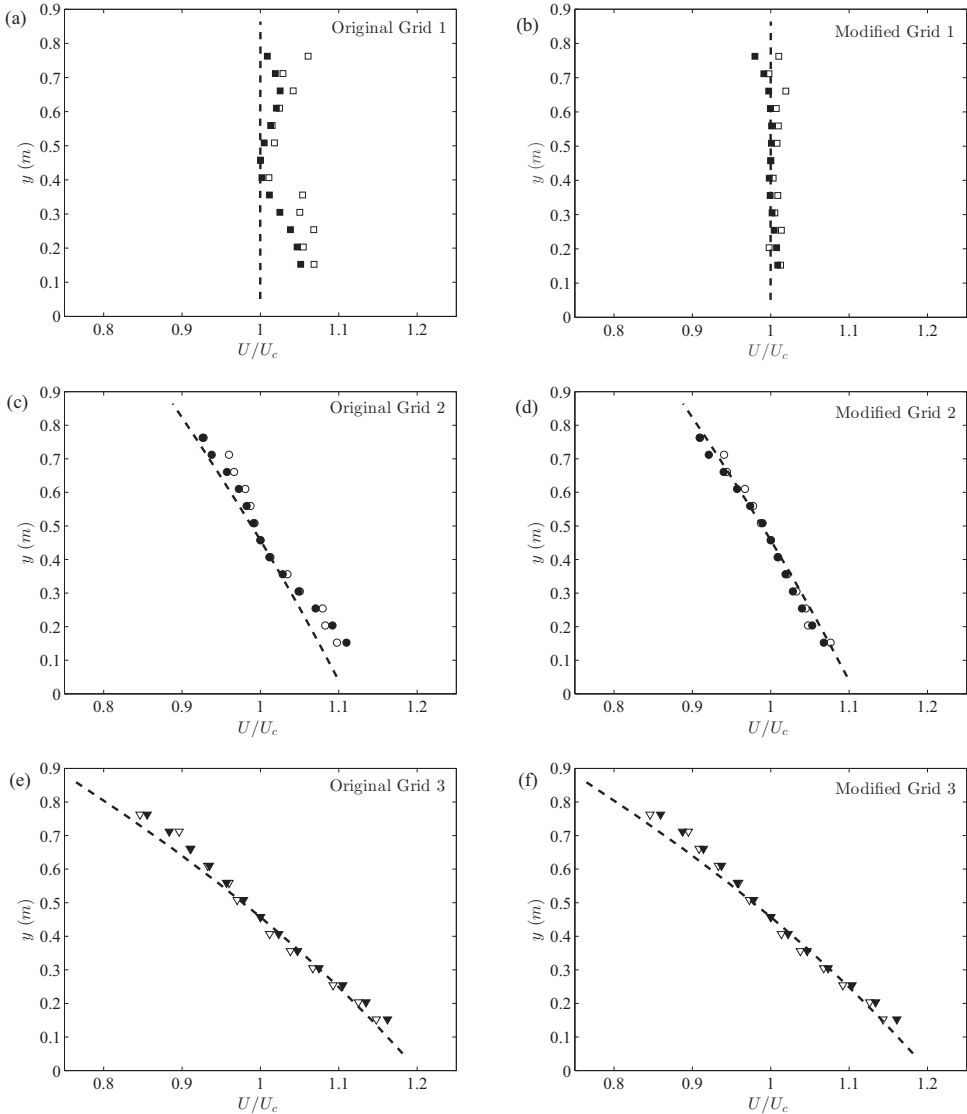 (a)
Original Grid 1
0.9
0.8
0.7
0.6
0.5
0.4
0.3
0.2
0.1
0
y (m)
0.8 0.9 1 1.1 1.2
U/U_c
(b)
Modified Grid 1
0.9
0.8
0.7
0.6
0.5
0.4
0.3
0.2
0.1
0
y (m)
0.8 0.9 1 1.1 1.2
U/U_c
(c)
Original Grid 2
0.9
0.8
0.7
0.6
0.5
0.4
0.3
0.2
0.1
0
y (m)
0.8 0.9 1 1.1 1.2
U/U_c
(d)
Modified Grid 2
0.9
0.8
0.7
0.6
0.5
0.4
0.3
0.2
0.1
0
y (m)
0.8 0.9 1 1.1 1.2
U/U_c
(e)
Original Grid 3
0.9
0.8
0.7
0.6
0.5
0.4
0.3
0.2
0.1
0
y (m)
0.8 0.9 1 1.1 1.2
U/U_c
(f)
Modified Grid 3
0.9
0.8
0.7
0.6
0.5
0.4
0.3
0.2
0.1
0
y (m)
0.8 0.9 1 1.1 1.2
U/U_c